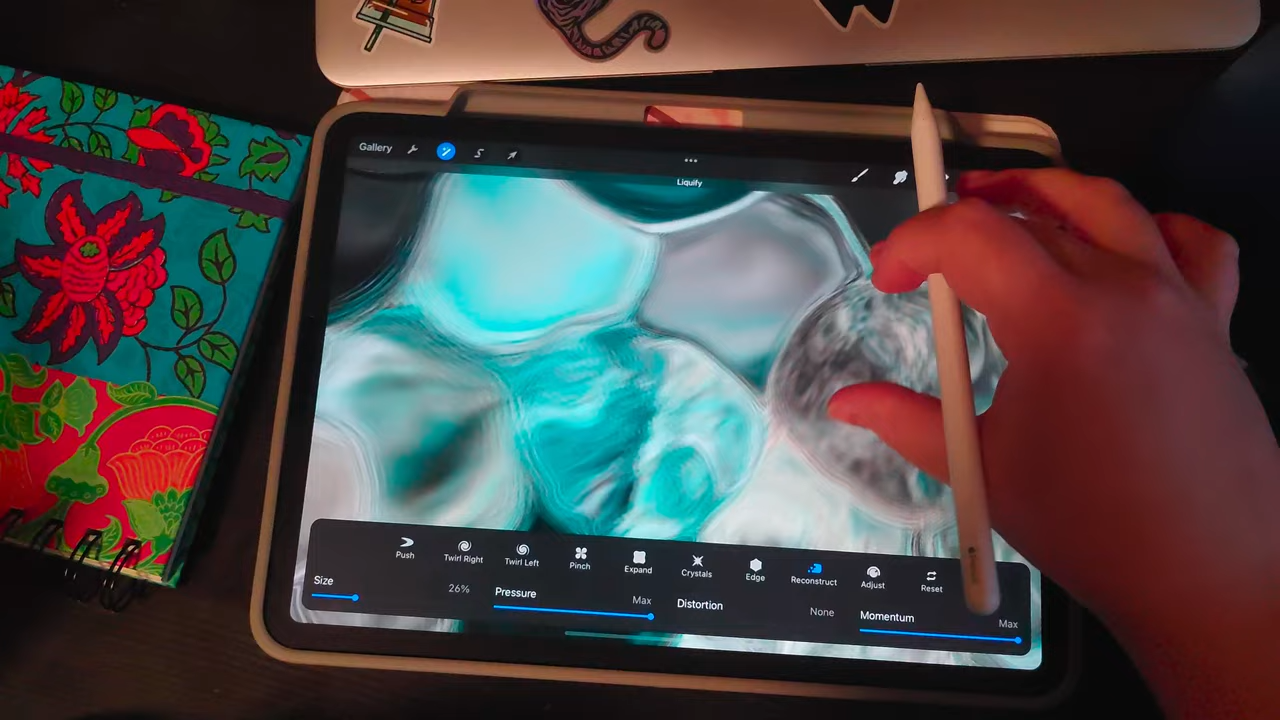 Gallery
Liquify
Push
Twirl Right
Twirl Left
Pinch
Expand
Crystals
Edge
Reconstruct
Adjust
Reset
Size
26%
Pressure
Max
Distortion
None
Momentum
Max